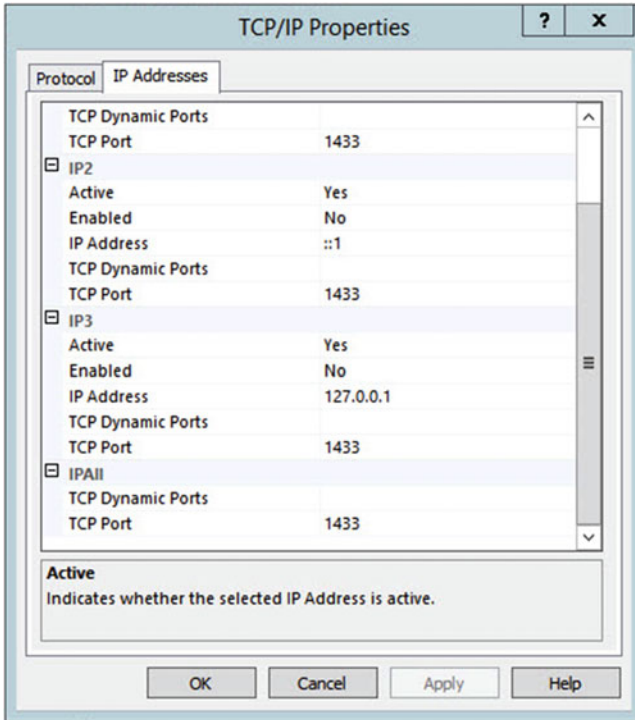 TCP/IP Properties
? x
Protocol IP Addresses
TCP Dynamic Ports
TCP Port 1433
IP2
Active Yes
Enabled No
IP Address ::1
TCP Dynamic Ports
TCP Port 1433
IP3
Active Yes
Enabled No
IP Address 127.0.0.1
TCP Dynamic Ports
TCP Port 1433
IPAll
TCP Dynamic Ports
TCP Port 1433
Active
Indicates whether the selected IP Address is active.
OK Cancel Apply Help